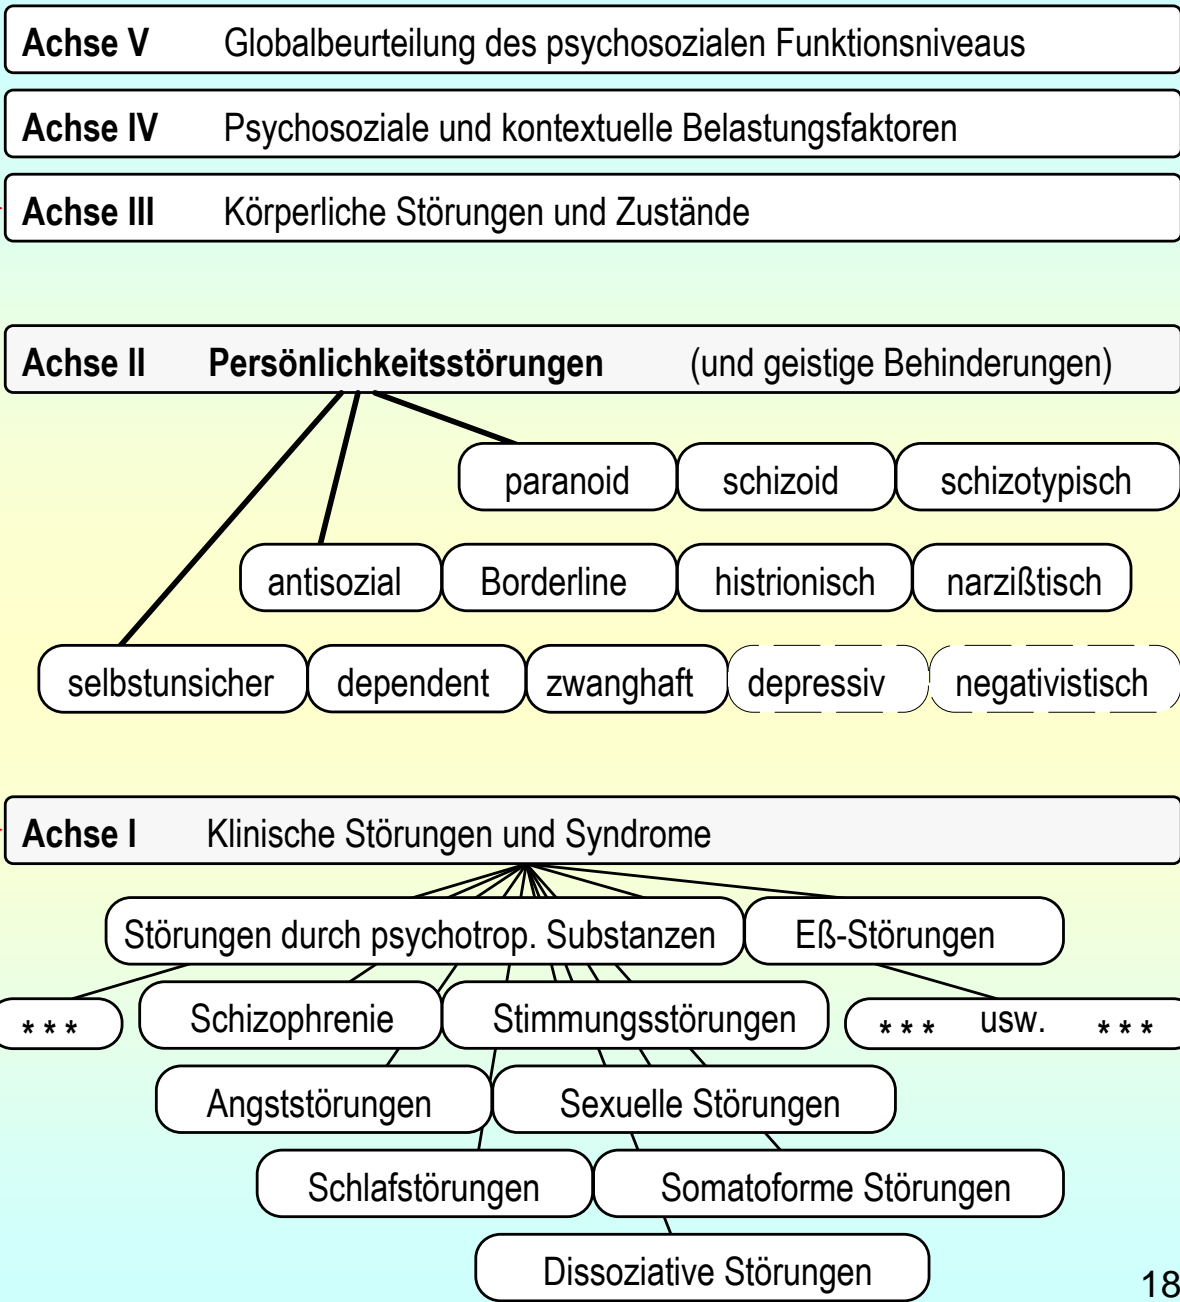 Achse V Globalbeurteilung des psychosozialen Funktionsniveaus
Achse IV Psychosoziale und kontextuelle Belastungsfaktoren
Achse III Körperliche Störungen und Zustände
Achse II Persönlichkeitsstörungen (und geistige Behinderungen)
paranoid schizoid schizotypisch
antisozial Borderline histrionisch narzißtisch
selbstunsicher dependent zwanghaft depressiv negativistisch
Achse I Klinische Störungen und Syndrome
Störungen durch psychotrop. Substanzen Eß-Störungen
*** Schizophrenie Stimmungsstörungen *** usw. ***
Angststörungen Sexuelle Störungen
Schlafstörungen Somatoforme Störungen
Dissoziative Störungen
18